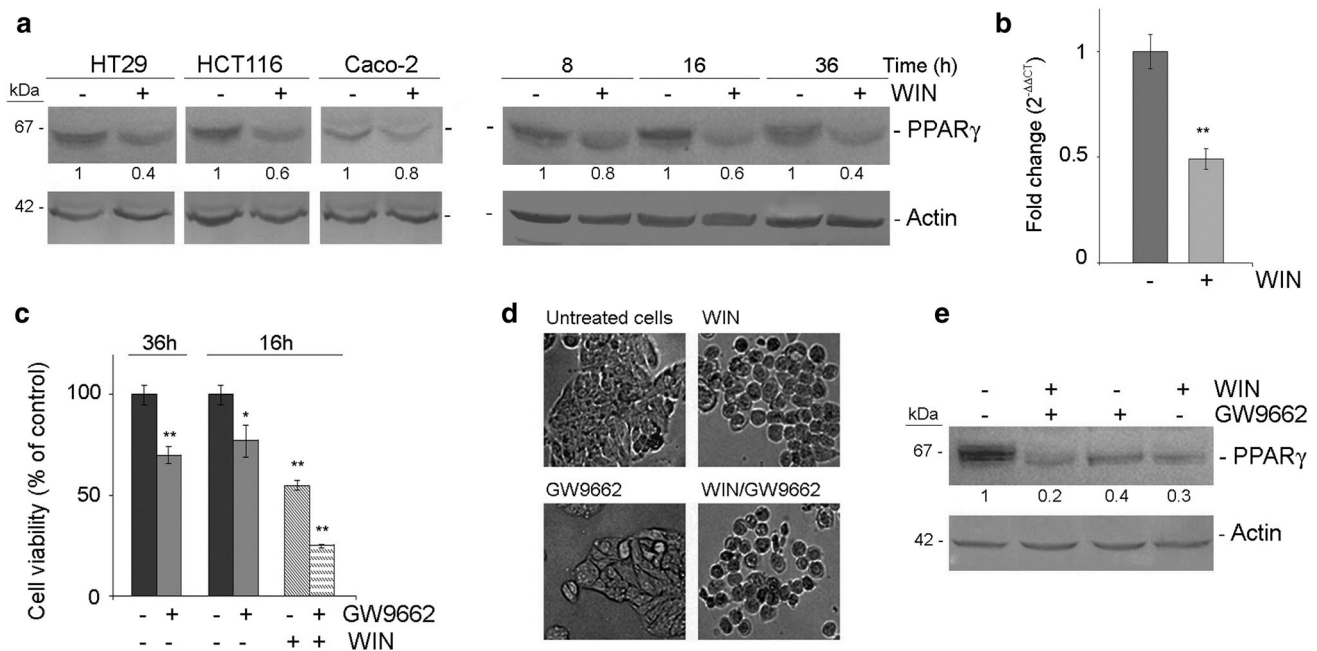 a
HT29 HCT116 Caco-2
kDa - + - + - +
67 - -
1 0.4 1 0.6 1 0.8
42 - -
8 16 36 Time (h)
- + - + - + WIN
- - PPARγ
1 0.8 1 0.6 1 0.4
- - Actin
b
Fold change (2^-ΔΔCT)
1
0.5
0
**
- + WIN
c
36h 16h
Cell viability (% of control)
100
50
0
** * ** **
- + - + - + GW9662
- - - - + + WIN
d
Untreated cells WIN
GW9662 WIN/GW9662
e
- + - + WIN
kDa - + + - GW9662
67 - - PPARγ
1 0.2 0.4 0.3
42 - - Actin